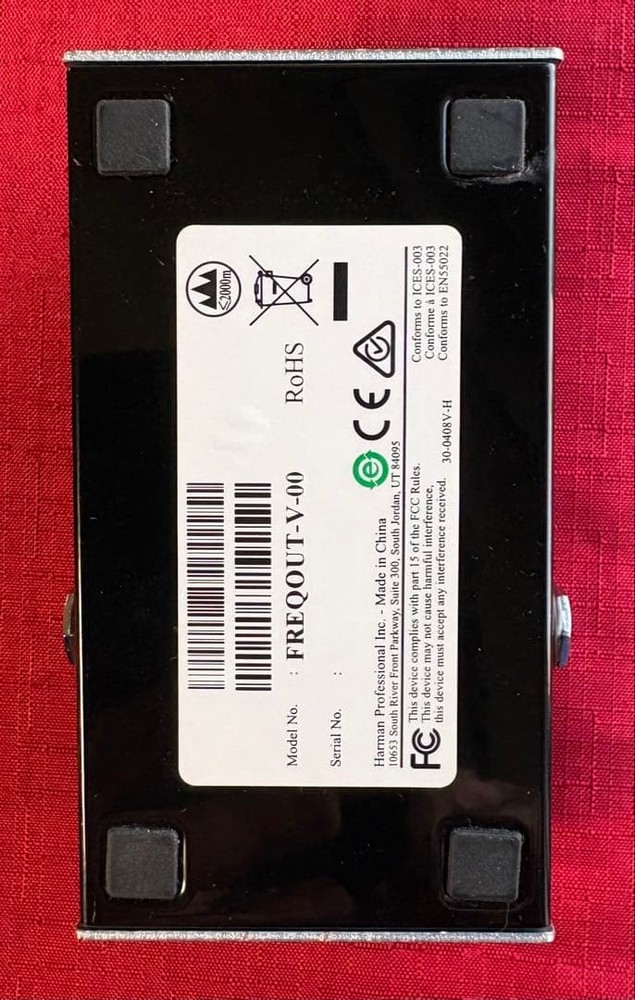 ≤2000m
RoHS
Model No. : FREQOUT-V-00
Serial No. :
Harman Professional Inc. - Made in China
10653 South River Front Parkway, Suite 300, South Jordan, UT 84095
e
CE
FC
This device complies with part 15 of the FCC Rules.
This device may not cause harmful interference,
this device must accept any interference received.
30-0408V-H
Conforms to ICES-003
Conforme à ICES-003
Conforms to EN55022